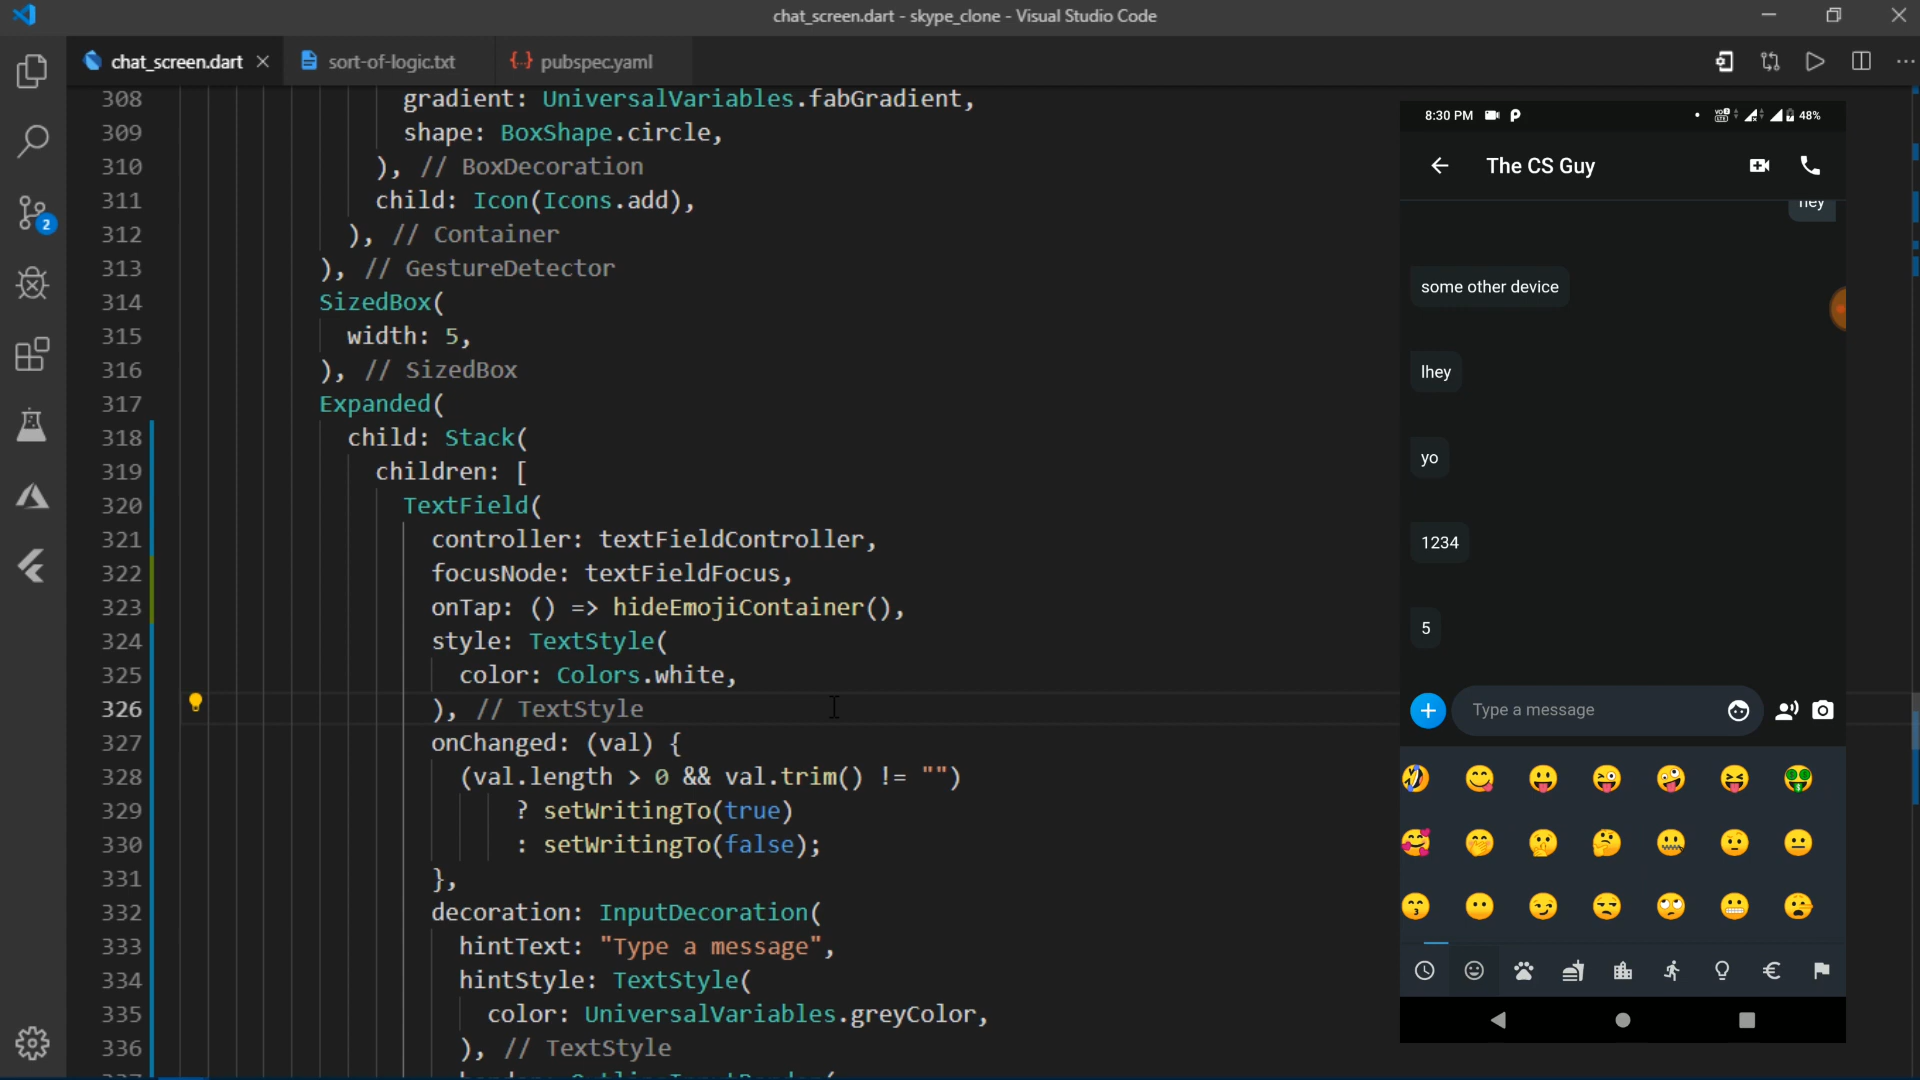 chat_screen.dart - skype_clone - Visual Studio Code
chat_screen.dart
sort-of-logic.txt
pubspec.yaml
2
308 gradient: UniversalVariables.fabGradient,
309 shape: BoxShape.circle,
310 ), // BoxDecoration
311 child: Icon(Icons.add),
312 ), // Container
313 ), // GestureDetector
314 SizedBox(
315 width: 5,
316 ), // SizedBox
317 Expanded(
318 child: Stack(
319 children: [
320 TextField(
321 controller: textFieldController,
322 focusNode: textFieldFocus,
323 onTap: () => hideEmojiContainer(),
324 style: TextStyle(
325 color: Colors.white,
326 ), // TextStyle
327 onChanged: (val) {
328 (val.length > 0 && val.trim() != "")
329 ? setWritingTo(true)
330 : setWritingTo(false);
331 },
332 decoration: InputDecoration(
333 hintText: "Type a message",
334 hintStyle: TextStyle(
335 color: UniversalVariables.greyColor,
336 ), // TextStyle
8:30 PM
48%
The CS Guy
hey
some other device
lhey
yo
1234
5
Type a message